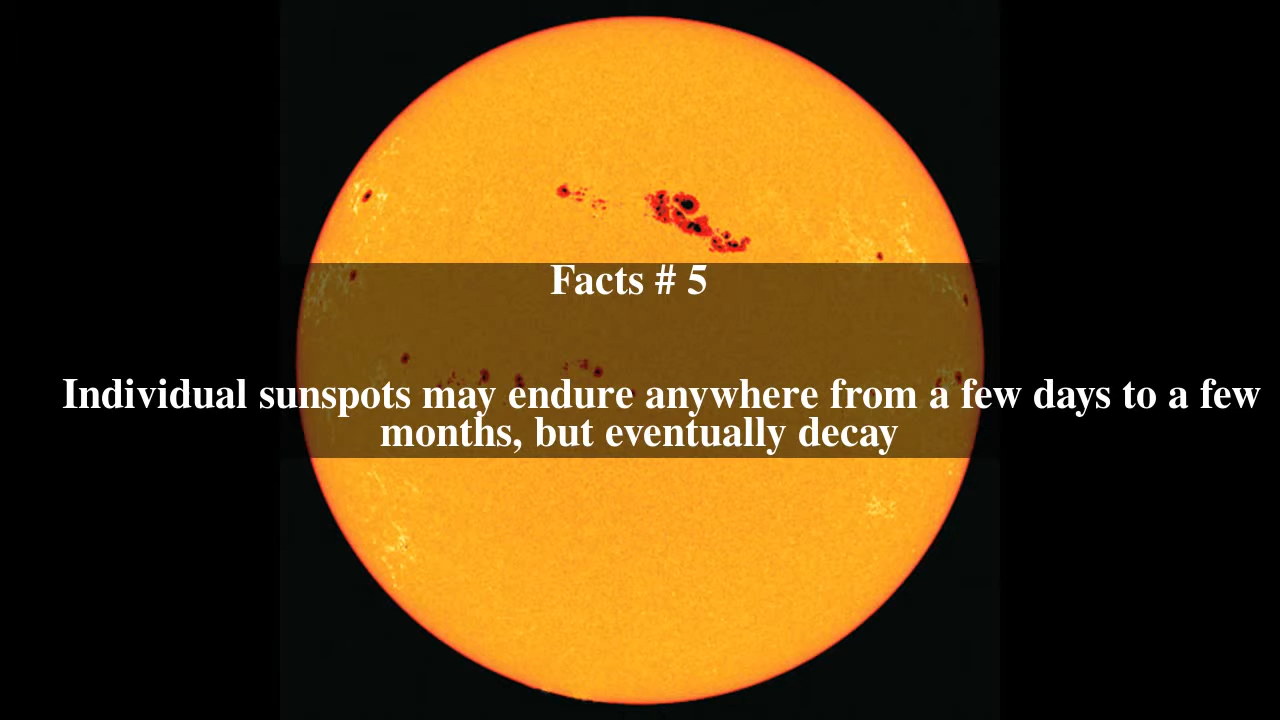 Facts # 5
Individual sunspots may endure anywhere from a few days to a few
months, but eventually decay